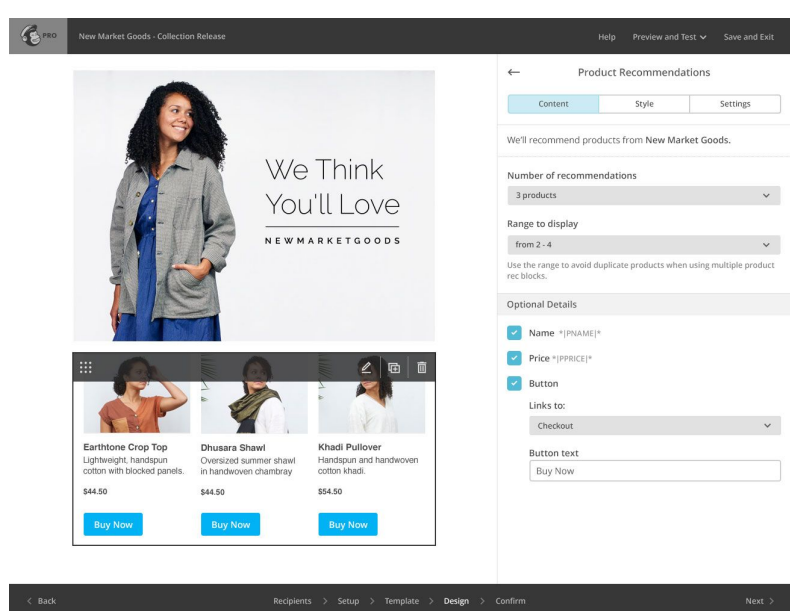 PRO
New Market Goods - Collection Release
Help
Preview and Test
Save and Exit
We Think
You'll Love
NEWMARKETGOODS
Earthtone Crop Top
Lightweight, handspun
cotton with blocked panels.
$44.50
Buy Now
Dhusara Shawl
Oversized summer shawl
in handwoven chambray
$44.50
Buy Now
Khadi Pullover
Handspun and handwoven
cotton khadi.
$54.50
Buy Now
Product Recommendations
Content
Style
Settings
We'll recommend products from New Market Goods.
Number of recommendations
3 products
Range to display
from 2 - 4
Use the range to avoid duplicate products when using multiple product
rec blocks.
Optional Details
Name *|PNAME|*
Price *|PPRICE|*
Button
Links to:
Checkout
Button text
Buy Now
< Back
Recipients > Setup > Template > Design > Confirm
Next >